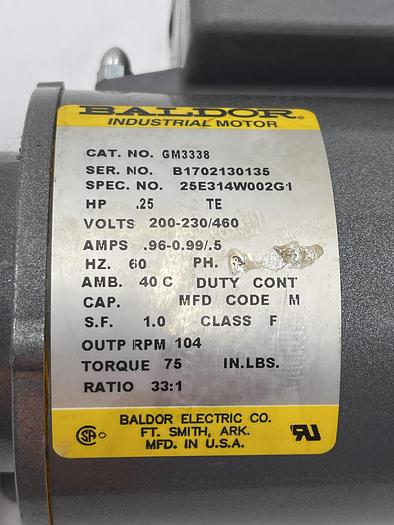 BALDOR
INDUSTRIAL MOTOR
CAT. NO. GM3338
SER. NO. B1702130135
SPEC. NO. 25E314W002G1
HP .25 TE
VOLTS 200-230/460
AMPS .96-0.99/.5
HZ. 60 PH.
AMB. 40 C DUTY CONT
CAP. MFD CODE M
S.F. 1.0 CLASS F
OUTP RPM 104
TORQUE 75 IN.LBS.
RATIO 33:1
BALDOR ELECTRIC CO.
FT. SMITH, ARK.
MFD. IN U.S.A.